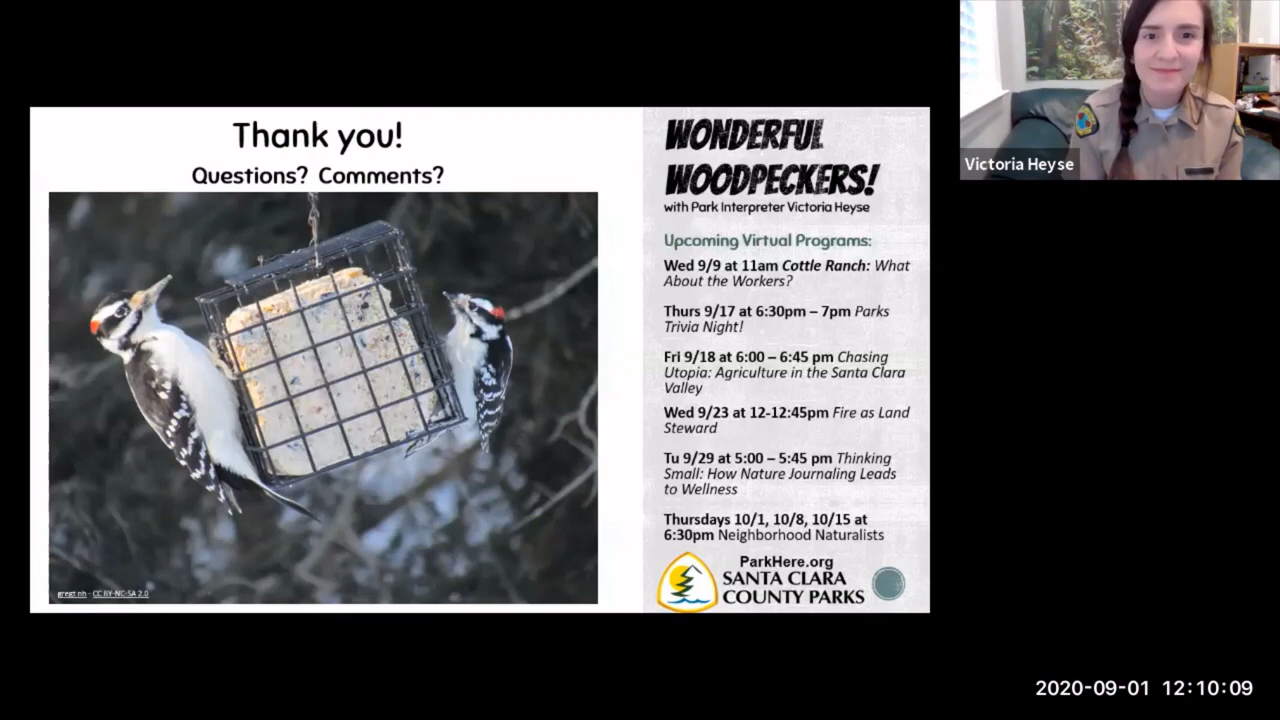 Thank you!
Questions? Comments?
gregt nh - CC BY-NC-SA 2.0
WONDERFUL
WOODPECKERS!
with Park Interpreter Victoria Heyse
Upcoming Virtual Programs:
Wed 9/9 at 11am Cottle Ranch: What
About the Workers?
Thurs 9/17 at 6:30pm – 7pm Parks
Trivia Night!
Fri 9/18 at 6:00 – 6:45 pm Chasing
Utopia: Agriculture in the Santa Clara
Valley
Wed 9/23 at 12-12:45pm Fire as Land
Steward
Tu 9/29 at 5:00 – 5:45 pm Thinking
Small: How Nature Journaling Leads
to Wellness
Thursdays 10/1, 10/8, 10/15 at
6:30pm Neighborhood Naturalists
ParkHere.org
SANTA CLARA
COUNTY PARKS
Victoria Heyse
2020-09-01 12:10:09